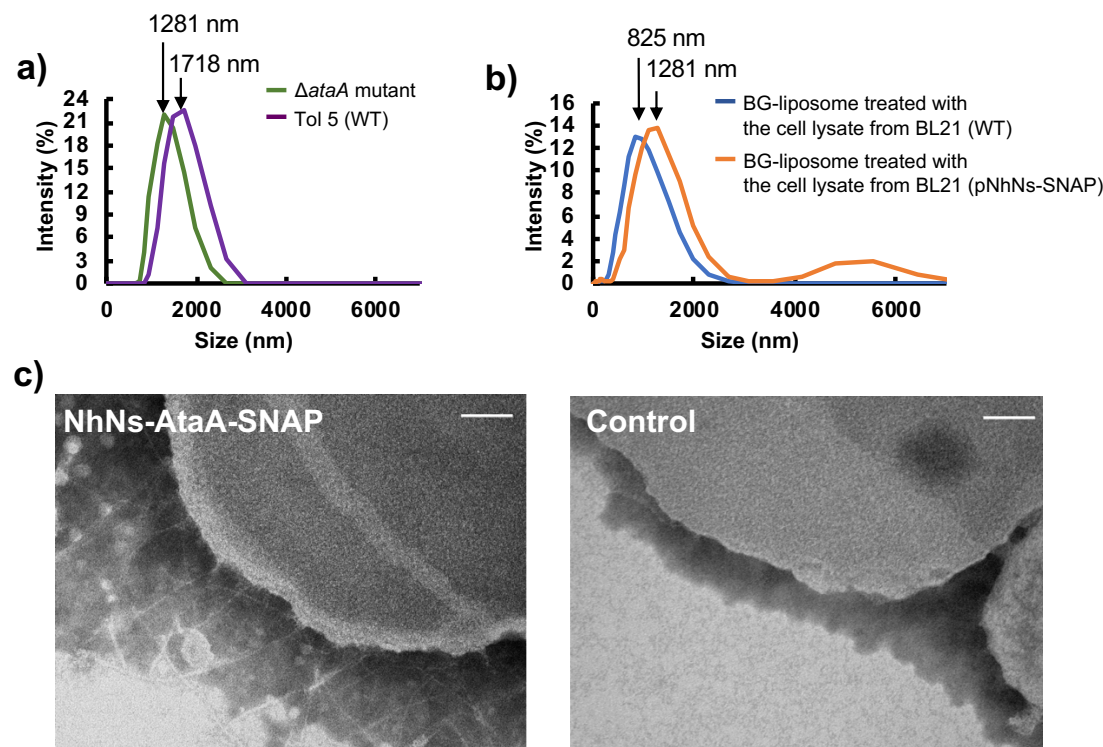 a)
1281 nm
1718 nm
ΔataA mutant
Tol 5 (WT)
Intensity (%)
24
21
18
15
12
9
6
3
0
0 2000 4000 6000
Size (nm)
b)
825 nm
1281 nm
BG-liposome treated with
the cell lysate from BL21 (WT)
BG-liposome treated with
the cell lysate from BL21 (pNhNs-SNAP)
Intensity (%)
16
14
12
10
8
6
4
2
0
0 2000 4000 6000
Size (nm)
c)
NhNs-AtaA-SNAP
Control